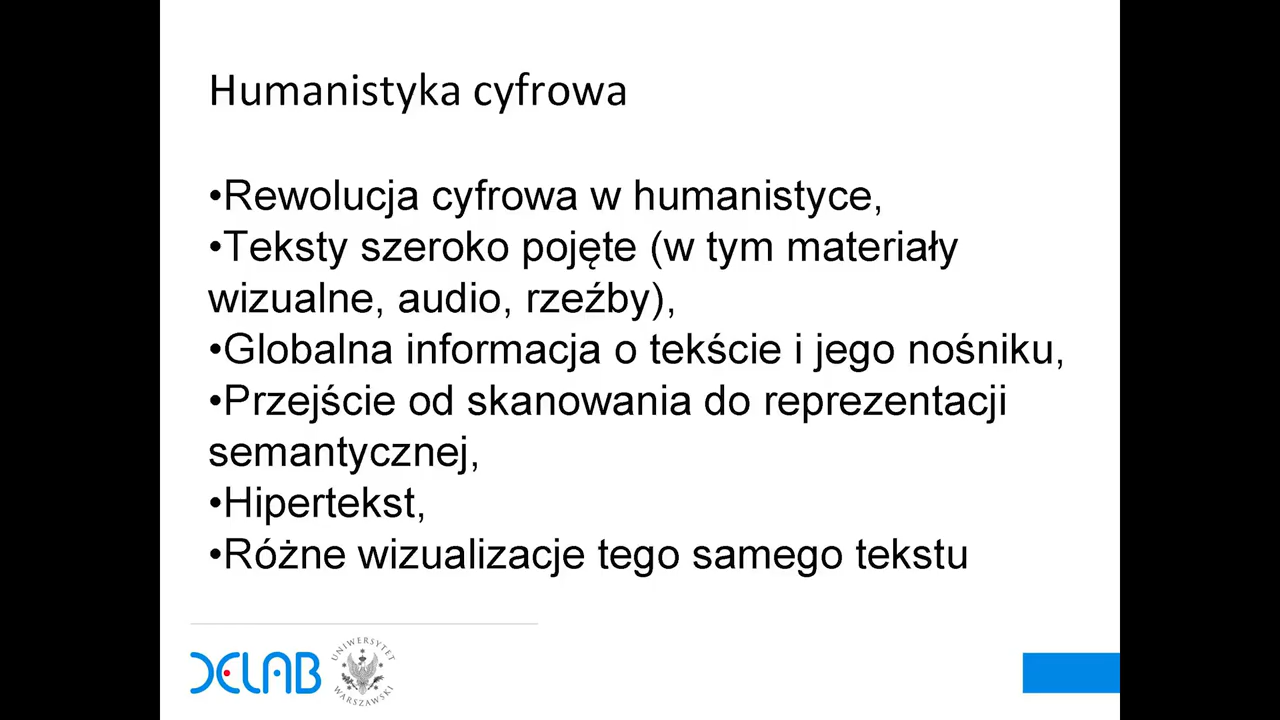 Humanistyka cyfrowa
•Rewolucja cyfrowa w humanistyce,
•Teksty szeroko pojęte (w tym materiały
wizualne, audio, rzeźby),
•Globalna informacja o tekście i jego nośniku,
•Przejście od skanowania do reprezentacji
semantycznej,
•Hipertekst,
•Różne wizualizacje tego samego tekstu
DELAB
UNIWERSYTET
WARSZAWSKI